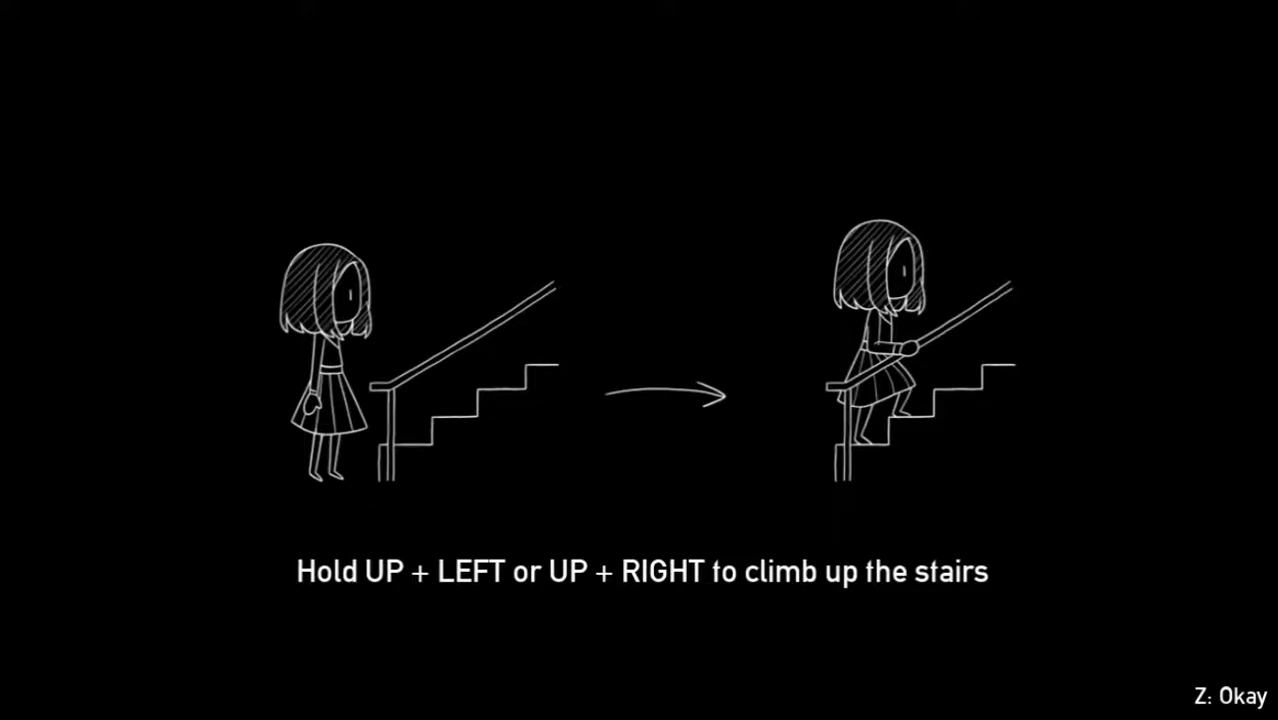 Hold UP + LEFT or UP + RIGHT to climb up the stairs
Z: Okay